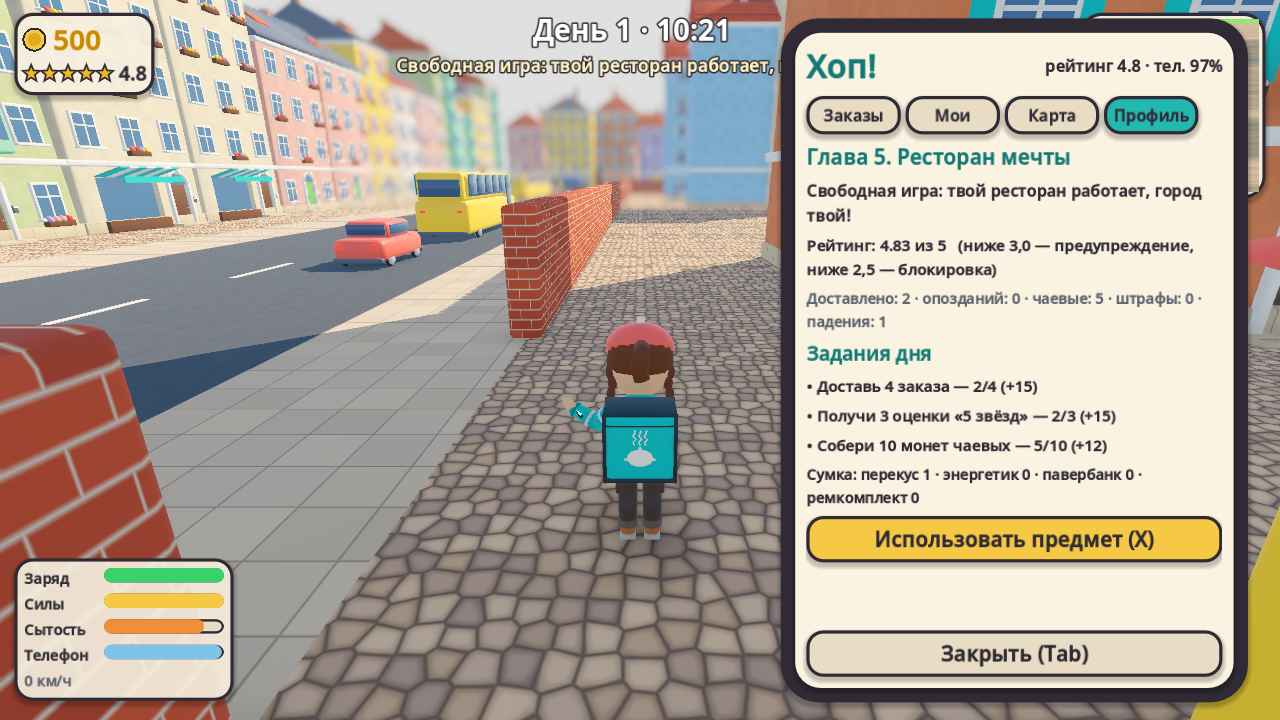 500
4.8
День 1 · 10:21
Свободная игра: твой ресторан работает,
Хоп!
рейтинг 4.8 · тел. 97%
Заказы
Мои
Карта
Профиль
Глава 5. Ресторан мечты
Свободная игра: твой ресторан работает, город
твой!
Рейтинг: 4.83 из 5 (ниже 3,0 — предупреждение,
ниже 2,5 — блокировка)
Доставлено: 2 · опозданий: 0 · чаевые: 5 · штрафы: 0 ·
падения: 1
Задания дня
• Доставь 4 заказа — 2/4 (+15)
• Получи 3 оценки «5 звёзд» — 2/3 (+15)
• Собери 10 монет чаевых — 5/10 (+12)
Сумка: перекус 1 · энергетик 0 · павербанк 0 ·
ремкомплект 0
Использовать предмет (X)
Закрыть (Tab)
Заряд
Силы
Сытость
Телефон
0 км/ч